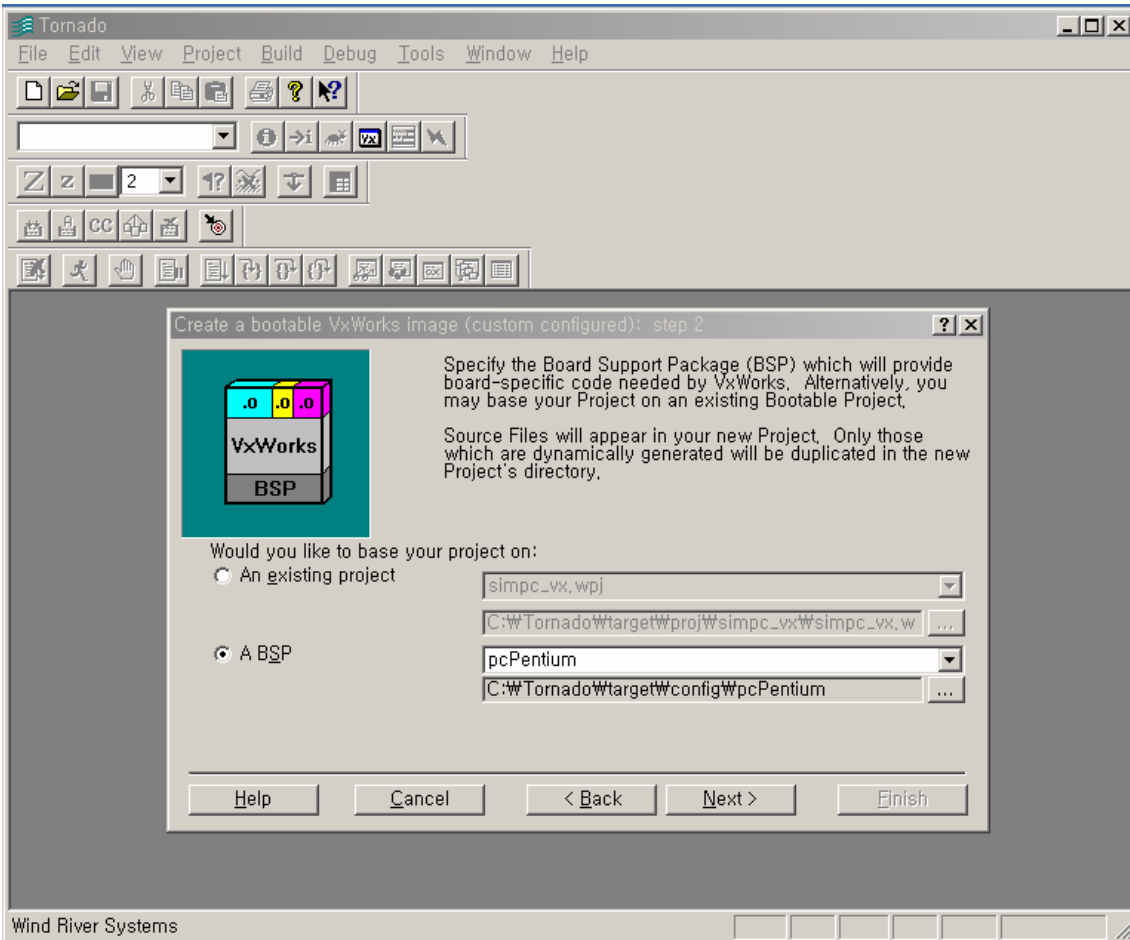 Tornado
File Edit View Project Build Debug Tools Window Help
Vx
Z z 2
CC
Create a bootable VxWorks image (custom configured): step 2
Specify the Board Support Package (BSP) which will provide
board-specific code needed by VxWorks. Alternatively, you
may base your Project on an existing Bootable Project.
Source Files will appear in your new Project. Only those
which are dynamically generated will be duplicated in the new
Project's directory.
.o .o .o
VxWorks
BSP
Would you like to base your project on:
An existing project
simpc_vx.wpj
C:₩Tornado₩target₩proj₩simpc_vx₩simpc_vx.w ...
A BSP
pcPentium
C:₩Tornado₩target₩config₩pcPentium ...
Help Cancel < Back Next > Finish
Wind River Systems